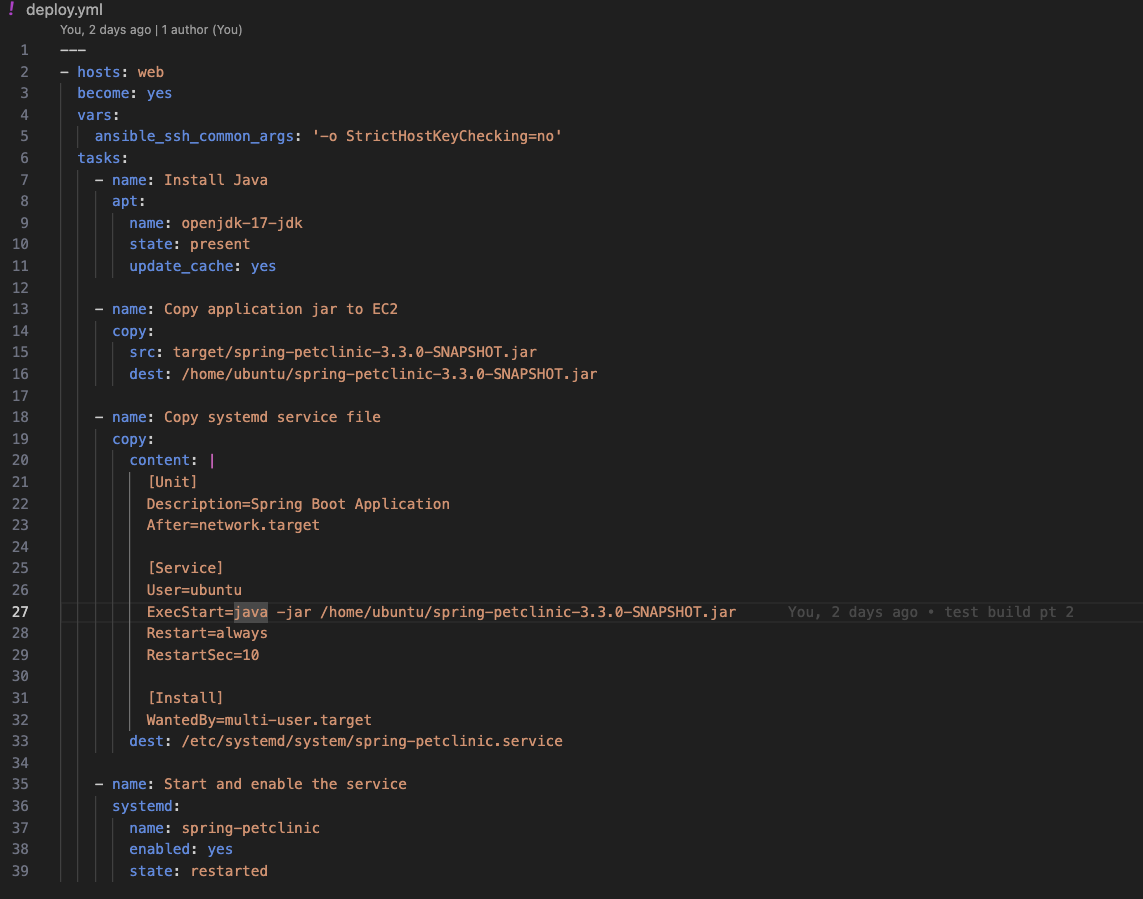 ! deploy.yml
You, 2 days ago | 1 author (You)
1 ---
2 - hosts: web
3 become: yes
4 vars:
5 ansible_ssh_common_args: '-o StrictHostKeyChecking=no'
6 tasks:
7 - name: Install Java
8 apt:
9 name: openjdk-17-jdk
10 state: present
11 update_cache: yes
12
13 - name: Copy application jar to EC2
14 copy:
15 src: target/spring-petclinic-3.3.0-SNAPSHOT.jar
16 dest: /home/ubuntu/spring-petclinic-3.3.0-SNAPSHOT.jar
17
18 - name: Copy systemd service file
19 copy:
20 content: |
21 [Unit]
22 Description=Spring Boot Application
23 After=network.target
24
25 [Service]
26 User=ubuntu
27 ExecStart=java -jar /home/ubuntu/spring-petclinic-3.3.0-SNAPSHOT.jar You, 2 days ago • test build pt 2
28 Restart=always
29 RestartSec=10
30
31 [Install]
32 WantedBy=multi-user.target
33 dest: /etc/systemd/system/spring-petclinic.service
34
35 - name: Start and enable the service
36 systemd:
37 name: spring-petclinic
38 enabled: yes
39 state: restarted